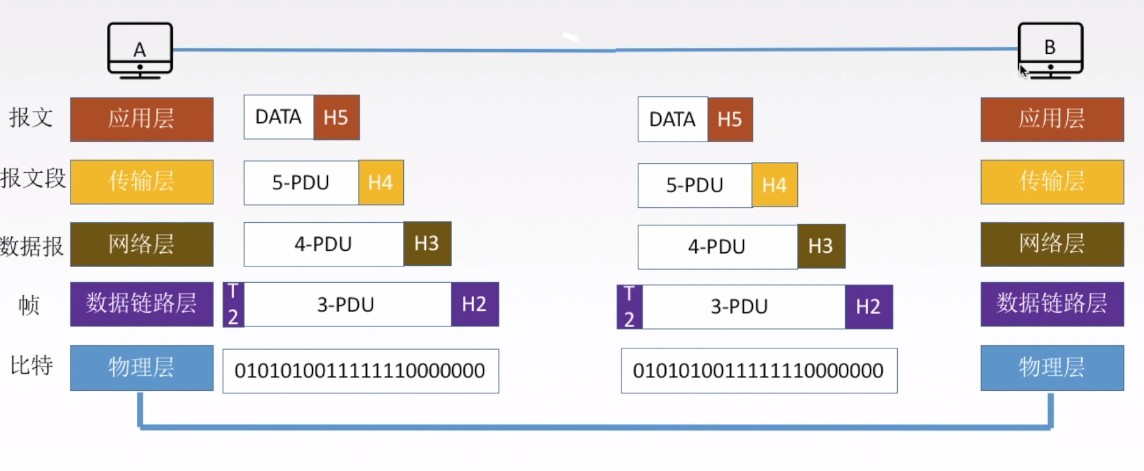 A B
报文 应用层 DATA H5 DATA H5 应用层
报文段 传输层 5-PDU H4 5-PDU H4 传输层
数据报 网络层 4-PDU H3 4-PDU H3 网络层
帧 数据链路层 T2 3-PDU H2 T2 3-PDU H2 数据链路层
比特 物理层 0101010011111110000000 0101010011111110000000 物理层